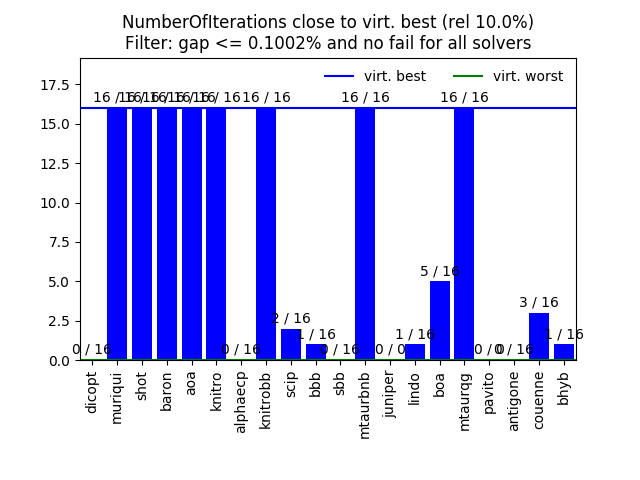 NumberOfIterations close to virt. best (rel 10.0%)
Filter: gap <= 0.1002% and no fail for all solvers
virt. best
virt. worst
17.5
15.0
12.5
10.0
7.5
5.0
2.5
0.0
0 / 16
16 / 16
16 / 16
16 / 16
16 / 16
16 / 16
0 / 16
16 / 16
2 / 16
1 / 16
0 / 16
16 / 16
0 / 0
1 / 16
5 / 16
16 / 16
0 / 0
0 / 16
3 / 16
1 / 16
dicopt
muriqui
shot
baron
aoa
knitro
alphaecp
knitrobb
scip
bbb
sbb
mtaurbnb
juniper
lindo
boa
mtaurqg
pavito
antigone
couenne
bhyb